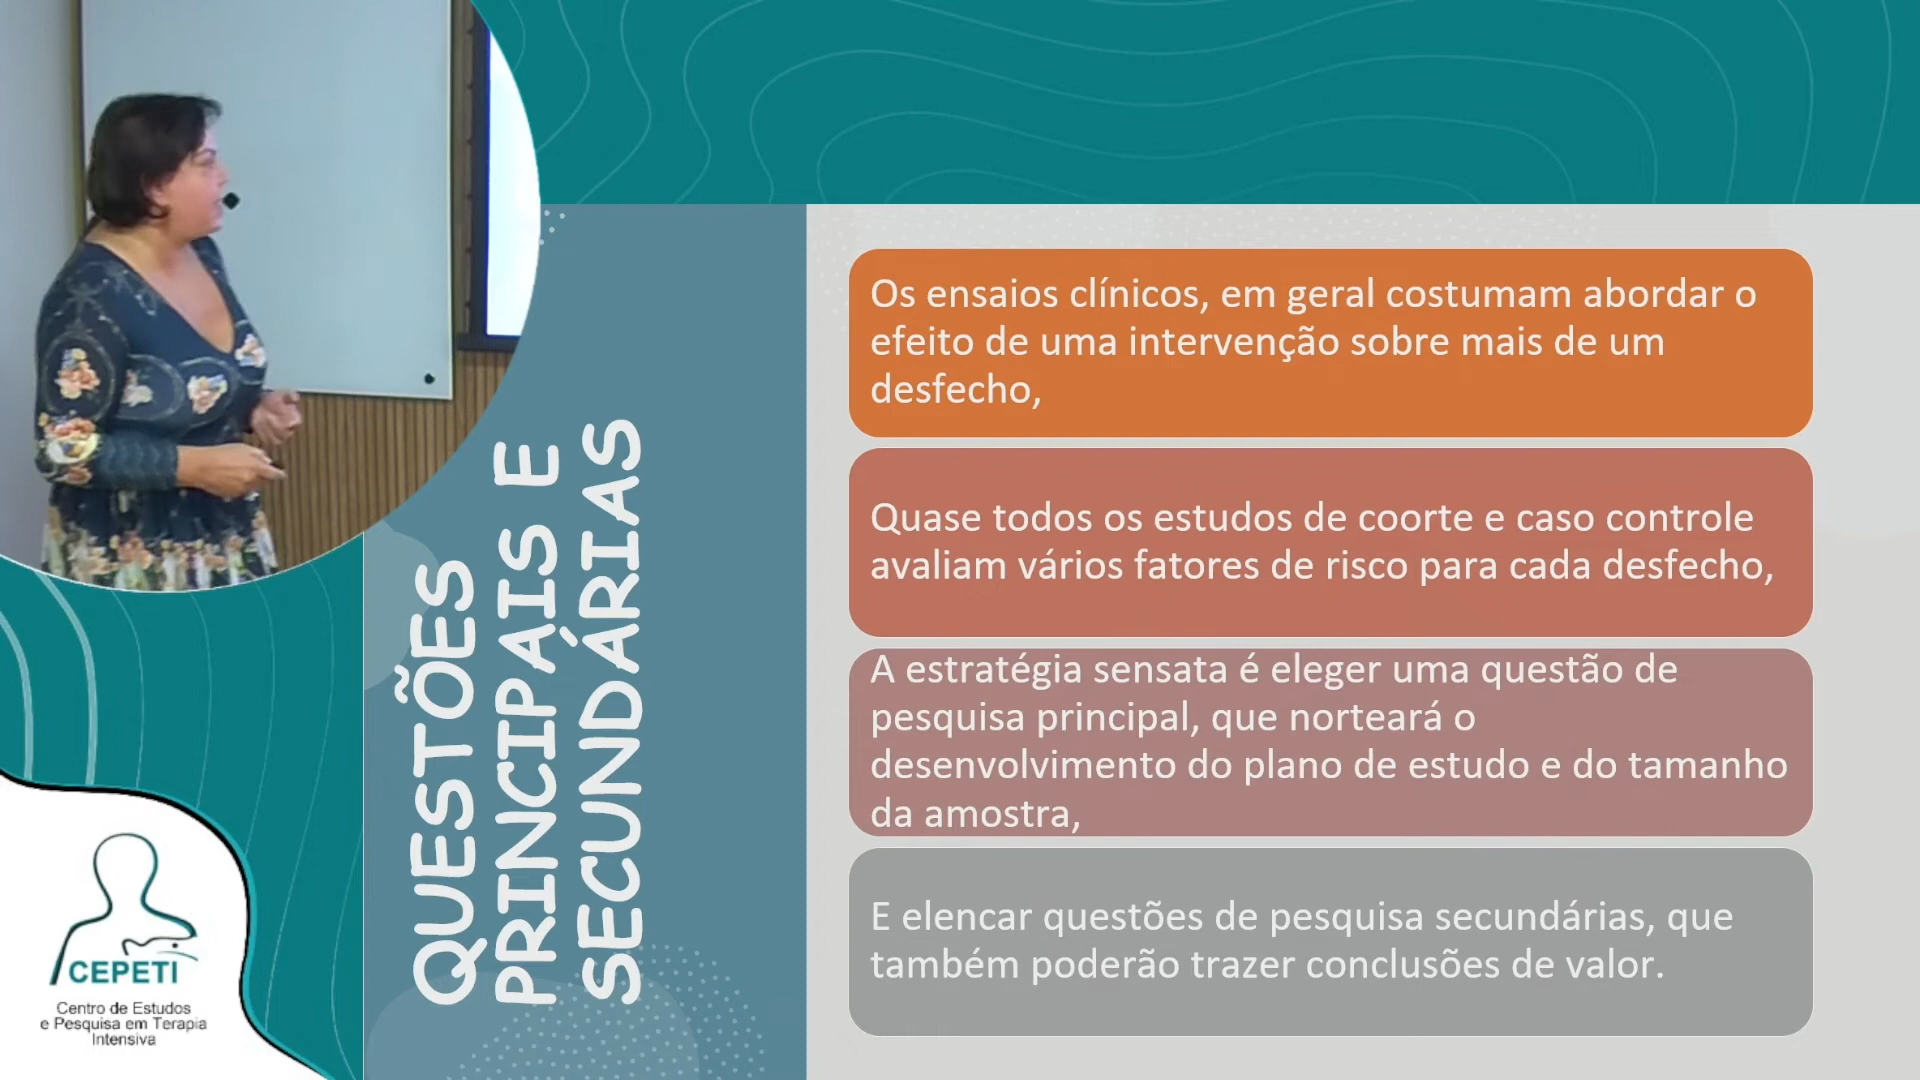 QUESTÕES
PRINCIPAIS E
SECUNDÁRIAS
Os ensaios clínicos, em geral costumam abordar o
efeito de uma intervenção sobre mais de um
desfecho,
Quase todos os estudos de coorte e caso controle
avaliam vários fatores de risco para cada desfecho,
A estratégia sensata é eleger uma questão de
pesquisa principal, que norteará o
desenvolvimento do plano de estudo e do tamanho
da amostra,
E elencar questões de pesquisa secundárias, que
também poderão trazer conclusões de valor.
CEPETI
Centro de Estudos
e Pesquisa em Terapia
Intensiva